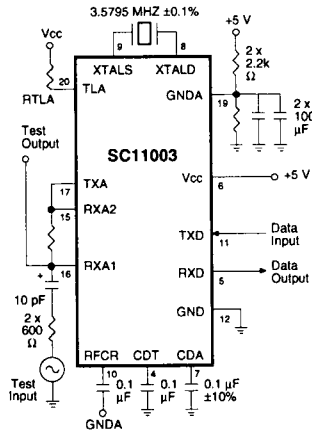 3.5795 MHZ ±0.1%
Vcc
9
8
+5 V
XTALS
XTALD
2 x
2.2k
Ω
20
TLA
RTLA
GNDA
19
2 x
100
µF
Test
Output
SC11003
TXA
17
Vcc
6
+5 V
15
RXA2
TXD
11
Data
Input
RXD
5
Data
Output
+
16
RXA1
10 pF
GND
12
2 x
600
Ω
RFCR
CDT
CDA
10
4
7
Test
Input
0.1
µF
0.1
µF
0.1 µF
±10%
GNDA